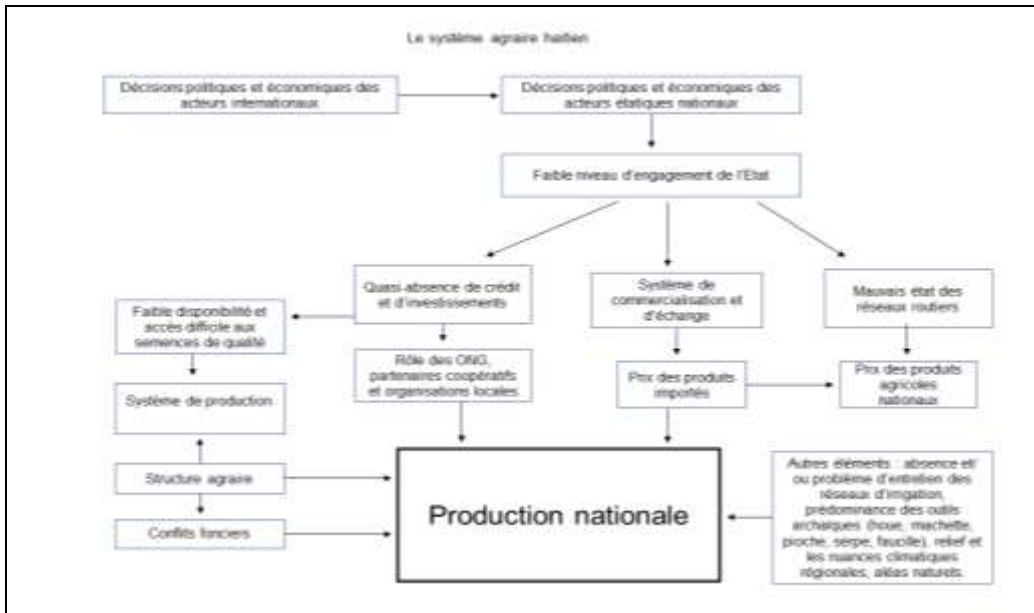 Le système agraire haïtien
Décisions politiques et économiques des
acteurs internationaux
Décisions politiques et économiques des
acteurs étatiques nationaux
Faible niveau d'engagement de l'Etat
Quasi-absence de crédit
et d'investissements
Système de
commercialisation et
d'échange
Mauvais état des
réseaux routiers
Faible disponibilité et
accès difficile aux
semences de qualité
Rôle des ONG,
partenaires coopératifs
et organisations locales
Prix des produits
importés
Prix des produits
agricoles
nationaux
Système de production
Structure agraire
Conflits fonciers
Production nationale
Autres éléments : absence et/
ou problème d'entretien des
réseaux d'irrigation,
prédominance des outils
archaïques (houe, machette,
pioche, serpe, faucille), relief et
les nuances climatiques
régionales, aléas naturels.